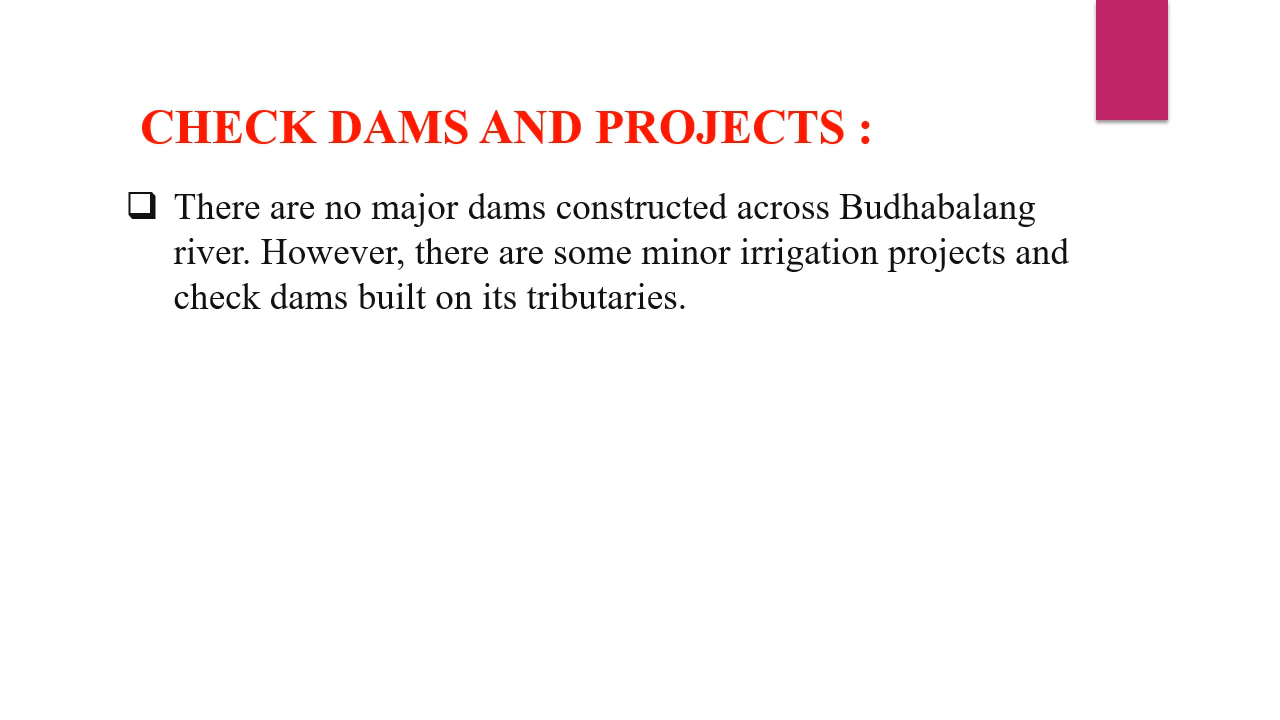 CHECK DAMS AND PROJECTS :
❑ There are no major dams constructed across Budhabalang
river. However, there are some minor irrigation projects and
check dams built on its tributaries.